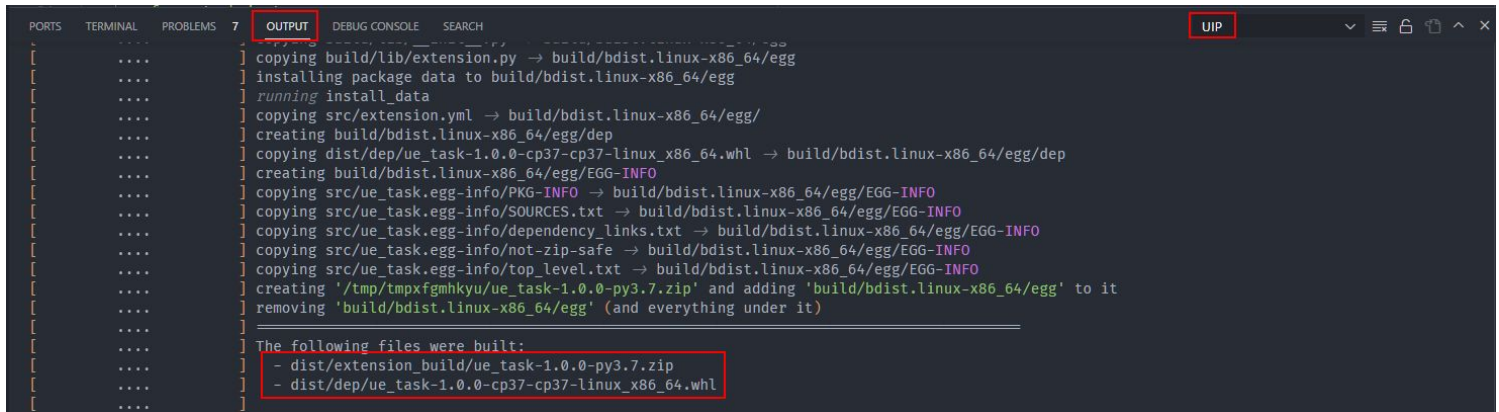 PORTS TERMINAL PROBLEMS 7 OUTPUT DEBUG CONSOLE SEARCH UIP
[ .... ] copying → build/bdist.linux-x86_64/egg
[ .... ] copying build/lib/extension.py → build/bdist.linux-x86_64/egg
[ .... ] installing package data to build/bdist.linux-x86_64/egg
[ .... ] running install_data
[ .... ] copying src/extension.yml → build/bdist.linux-x86_64/egg/
[ .... ] creating build/bdist.linux-x86_64/egg/dep
[ .... ] copying dist/dep/ue_task-1.0.0-cp37-cp37-linux_x86_64.whl → build/bdist.linux-x86_64/egg/dep
[ .... ] creating build/bdist.linux-x86_64/egg/EGG-INFO
[ .... ] copying src/ue_task.egg-info/PKG-INFO → build/bdist.linux-x86_64/egg/EGG-INFO
[ .... ] copying src/ue_task.egg-info/SOURCES.txt → build/bdist.linux-x86_64/egg/EGG-INFO
[ .... ] copying src/ue_task.egg-info/dependency_links.txt → build/bdist.linux-x86_64/egg/EGG-INFO
[ .... ] copying src/ue_task.egg-info/not-zip-safe → build/bdist.linux-x86_64/egg/EGG-INFO
[ .... ] copying src/ue_task.egg-info/top_level.txt → build/bdist.linux-x86_64/egg/EGG-INFO
[ .... ] creating '/tmp/tmpxfgmhkyu/ue_task-1.0.0-py3.7.zip' and adding 'build/bdist.linux-x86_64/egg' to it
[ .... ] removing 'build/bdist.linux-x86_64/egg' (and everything under it)
[ .... ]
[ .... ] The following files were built:
[ .... ] - dist/extension_build/ue_task-1.0.0-py3.7.zip
[ .... ] - dist/dep/ue_task-1.0.0-cp37-cp37-linux_x86_64.whl
[ .... ]